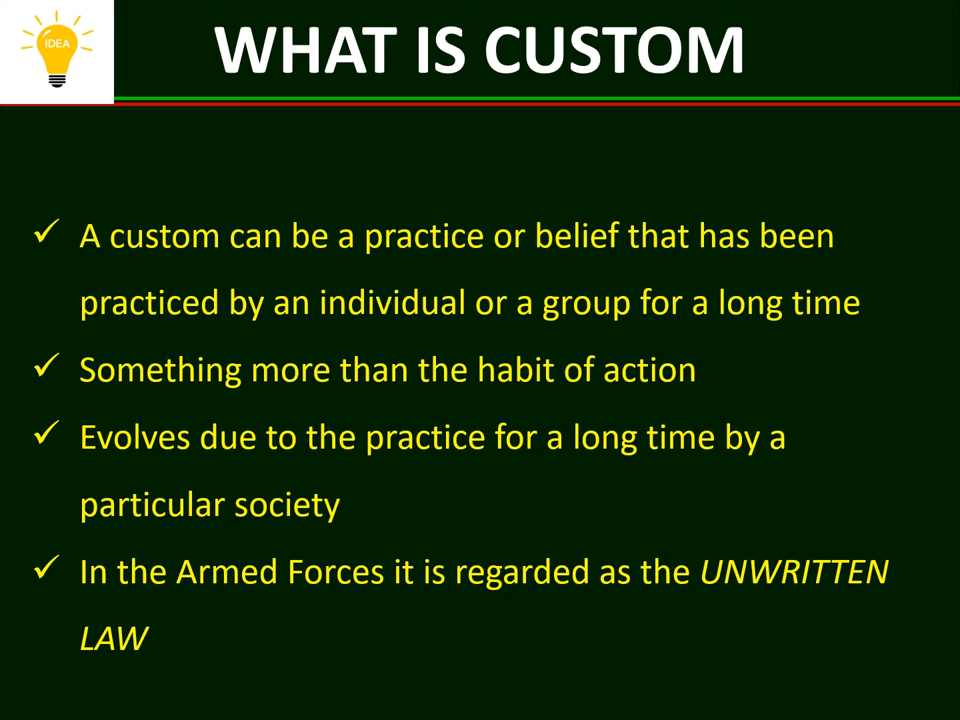 IDEA
WHAT IS CUSTOM
✓ A custom can be a practice or belief that has been
practiced by an individual or a group for a long time
✓ Something more than the habit of action
✓ Evolves due to the practice for a long time by a
particular society
✓ In the Armed Forces it is regarded as the UNWRITTEN
LAW